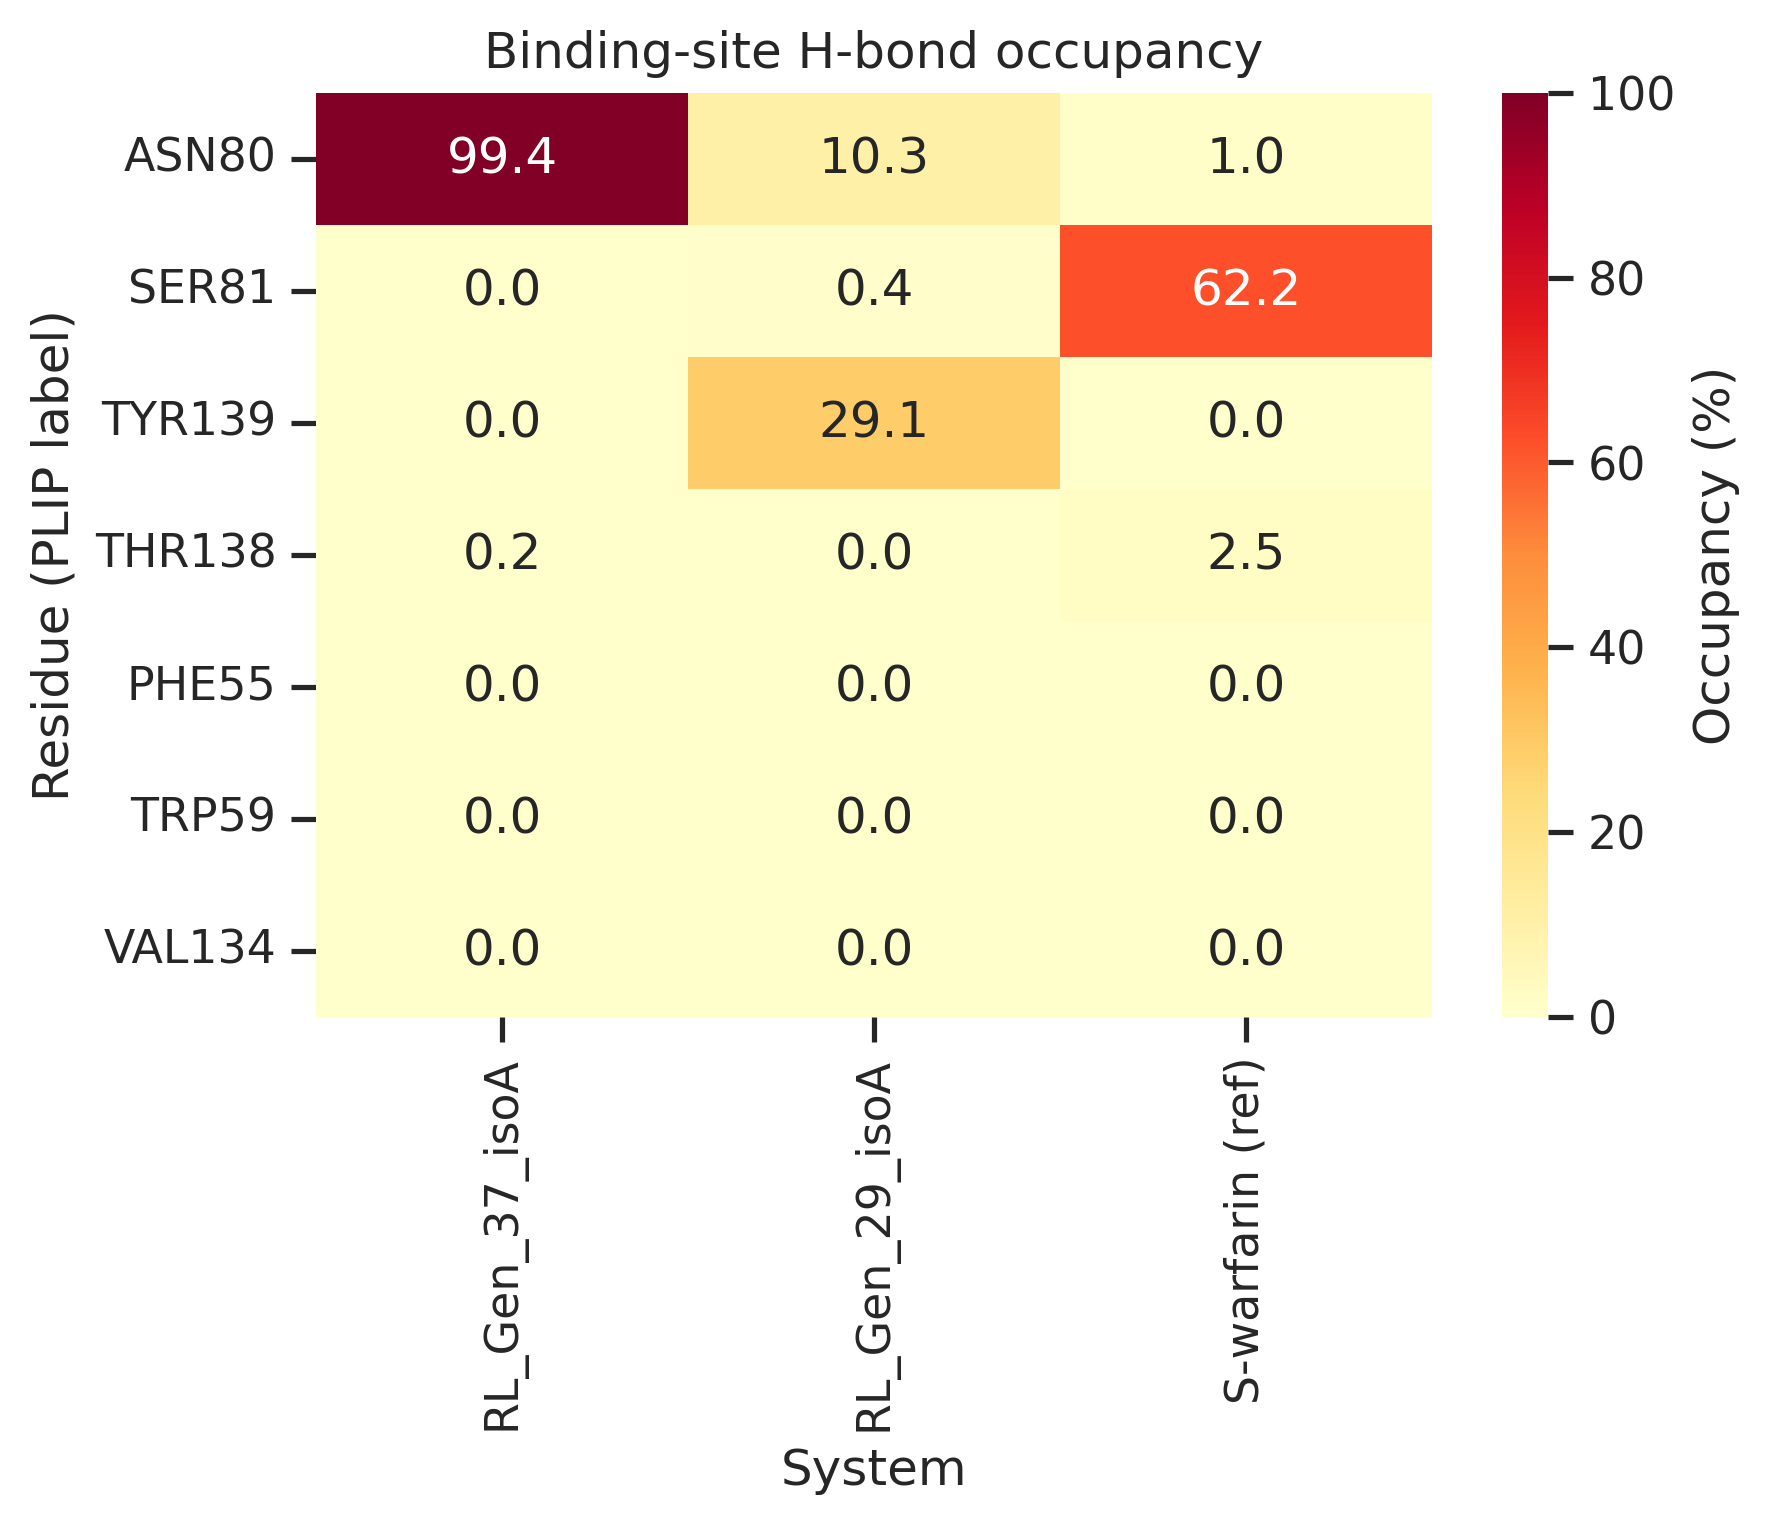 Binding-site H-bond occupancy
Residue (PLIP label)
ASN80 99.4 10.3 1.0
SER81 0.0 0.4 62.2
TYR139 0.0 29.1 0.0
THR138 0.2 0.0 2.5
PHE55 0.0 0.0 0.0
TRP59 0.0 0.0 0.0
VAL134 0.0 0.0 0.0
RL_Gen_37_isoA
RL_Gen_29_isoA
S-warfarin (ref)
System
100
80
60
40
20
0
Occupancy (%)